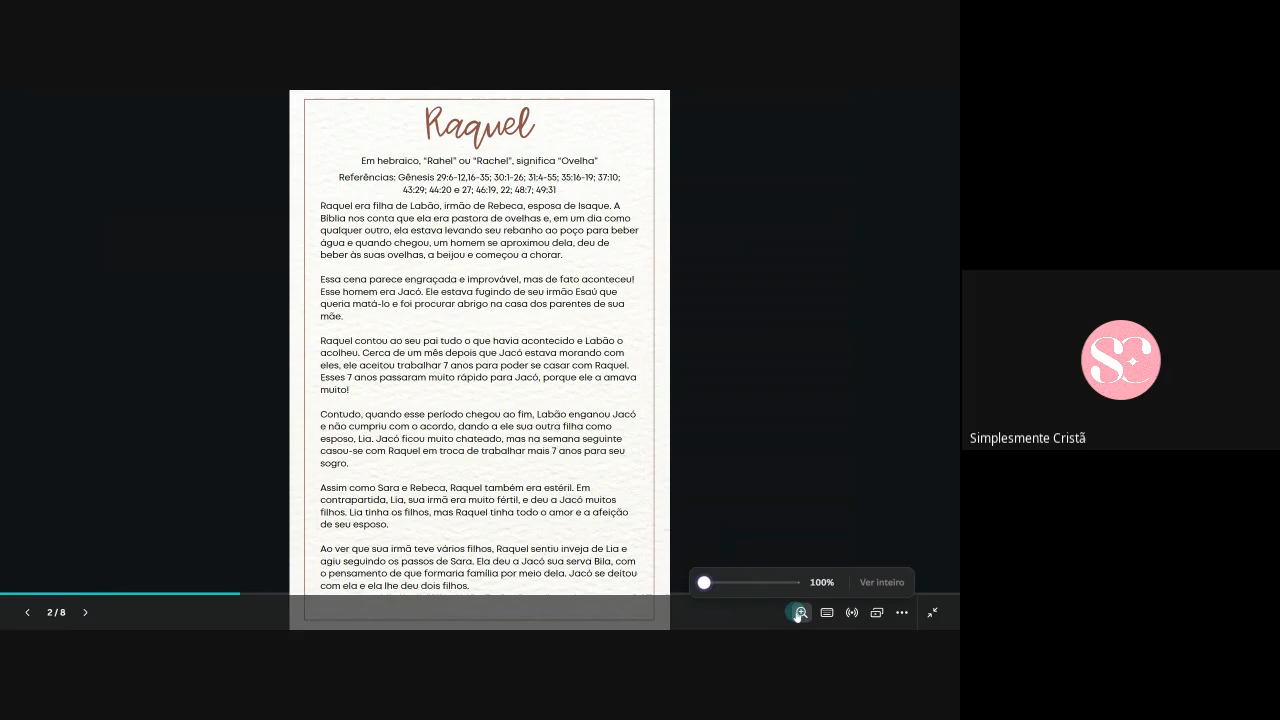 Raquel
Em hebraico, “Rahel” ou “Rachel”, significa “Ovelha”
Referências: Gênesis 29:6-12,16-35; 30:1-26; 31:4-55; 35:16-19; 37:10;
43:29; 44:20 e 27; 46:19, 22; 48:7; 49:31
Raquel era filha de Labão, irmão de Rebeca, esposa de Isaque. A
Bíblia nos conta que ela era pastora de ovelhas e, em um dia como
qualquer outro, ela estava levando seu rebanho ao poço para beber
água e quando chegou, um homem se aproximou dela, deu de
beber às suas ovelhas, a beijou e começou a chorar.
Essa cena parece engraçada e improvável, mas de fato aconteceu!
Esse homem era Jacó. Ele estava fugindo de seu irmão Esaú que
queria matá-lo e foi procurar abrigo na casa dos parentes de sua
mãe.
Raquel contou ao seu pai tudo o que havia acontecido e Labão o
acolheu. Cerca de um mês depois que Jacó estava morando com
eles, ele aceitou trabalhar 7 anos para poder se casar com Raquel.
Esses 7 anos passaram muito rápido para Jacó, porque ele a amava
muito!
Contudo, quando esse período chegou ao fim, Labão enganou Jacó
e não cumpriu com o acordo, dando a ele sua outra filha como
esposo, Lia. Jacó ficou muito chateado, mas na semana seguinte
casou-se com Raquel em troca de trabalhar mais 7 anos para seu
sogro.
Assim como Sara e Rebeca, Raquel também era estéril. Em
contrapartida, Lia, sua irmã era muito fértil, e deu a Jacó muitos
filhos. Lia tinha os filhos, mas Raquel tinha todo o amor e a afeição
de seu esposo.
Ao ver que sua irmã teve vários filhos, Raquel sentiu inveja de Lia e
agiu seguindo os passos de Sara. Ela deu a Jacó sua serva Bila, com
o pensamento de que formaria família por meio dela. Jacó se deitou
com ela e ela lhe deu dois filhos.
100%
Ver inteiro
2/8
SC
Simplesmente Cristã